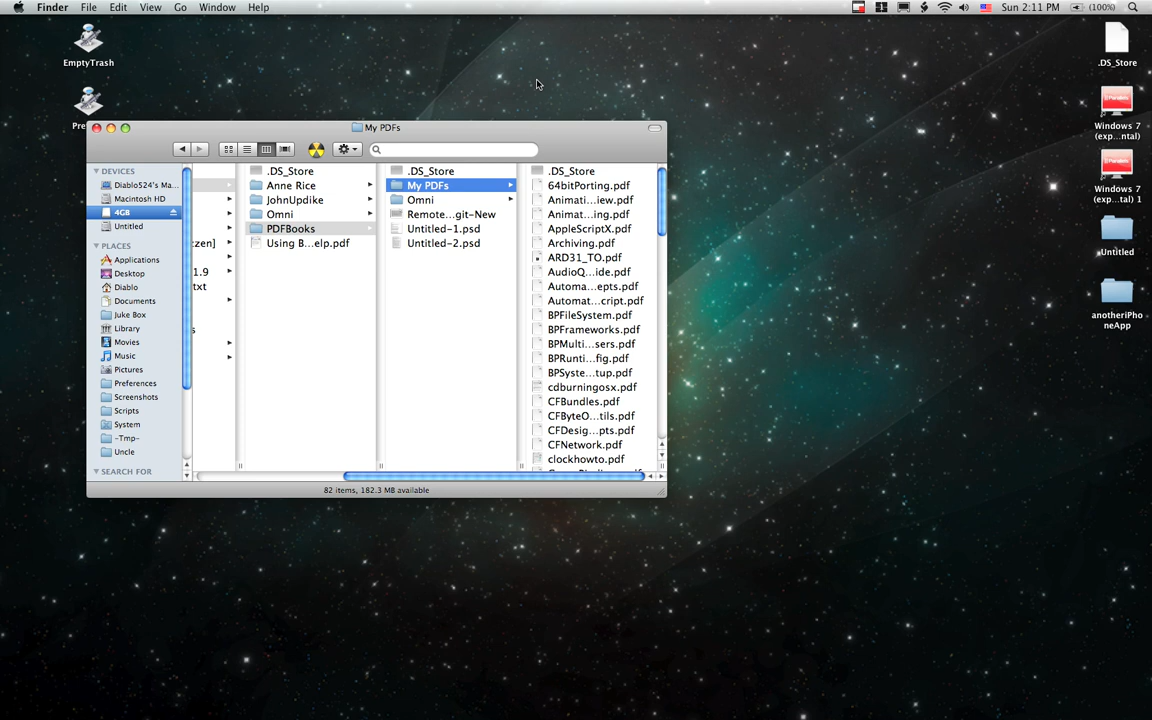 Finder File Edit View Go Window Help
Sun 2:11 PM (100%)
EmptyTrash
.DS_Store
Windows 7
(exp...ntal)
Windows 7
(exp...ntal) 1
Untitled
anotheriPho
neApp
My PDFs
DEVICES
Diablo524's Ma...
Macintosh HD
4GB
Untitled
PLACES
Applications
Desktop
Diablo
Documents
Juke Box
Library
Movies
Music
Pictures
Preferences
Screenshots
Scripts
System
-Tmp-
Uncle
SEARCH FOR
zen]
1.9
txt
.DS_Store
Anne Rice
JohnUpdike
Omni
PDFBooks
Using B...elp.pdf
.DS_Store
My PDFs
Omni
Remote...git-New
Untitled-1.psd
Untitled-2.psd
.DS_Store
64bitPorting.pdf
Animati...iew.pdf
Animat...ing.pdf
AppleScriptX.pdf
Archiving.pdf
ARD31_TO.pdf
AudioQ...ide.pdf
Automa...epts.pdf
Automat...cript.pdf
BPFileSystem.pdf
BPFrameworks.pdf
BPMulti...sers.pdf
BPRunti...fig.pdf
BPSyste...tup.pdf
cdburningosx.pdf
CFBundles.pdf
CFByteO...tils.pdf
CFDesig...pts.pdf
CFNetwork.pdf
clockhowto.pdf
82 items, 182.3 MB available